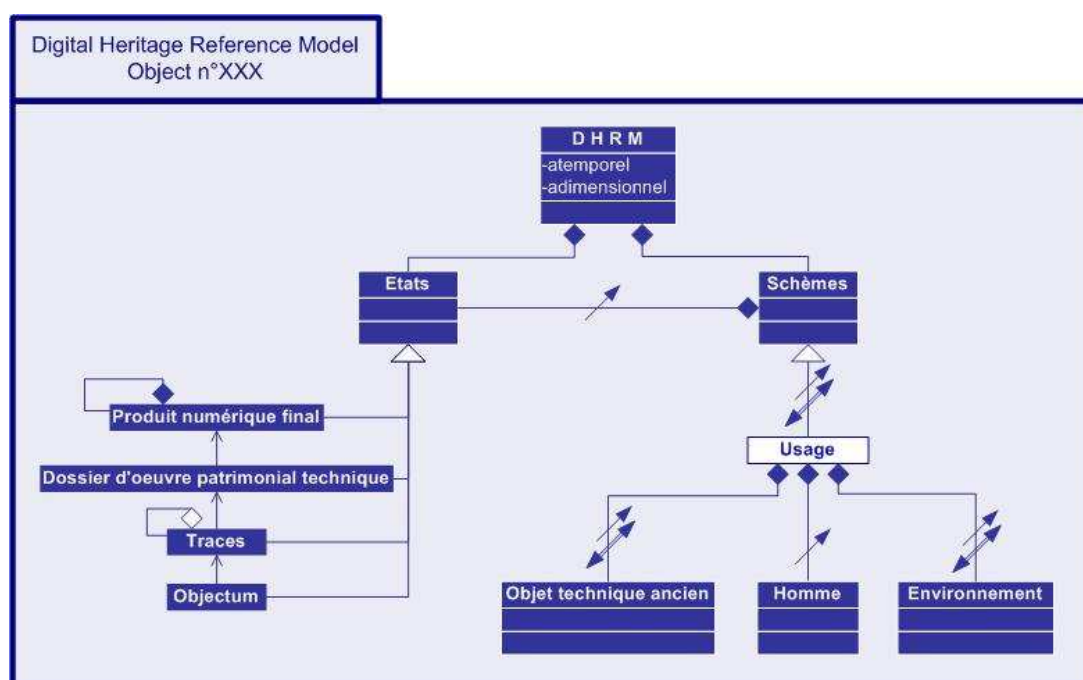 Digital Heritage Reference Model
Object n°XXX
D H R M
-atemporel
-adimensionnel
Etats
Schèmes
Produit numérique final
Usage
Dossier d'oeuvre patrimonial technique
Traces
Objectum
Objet technique ancien
Homme
Environnement